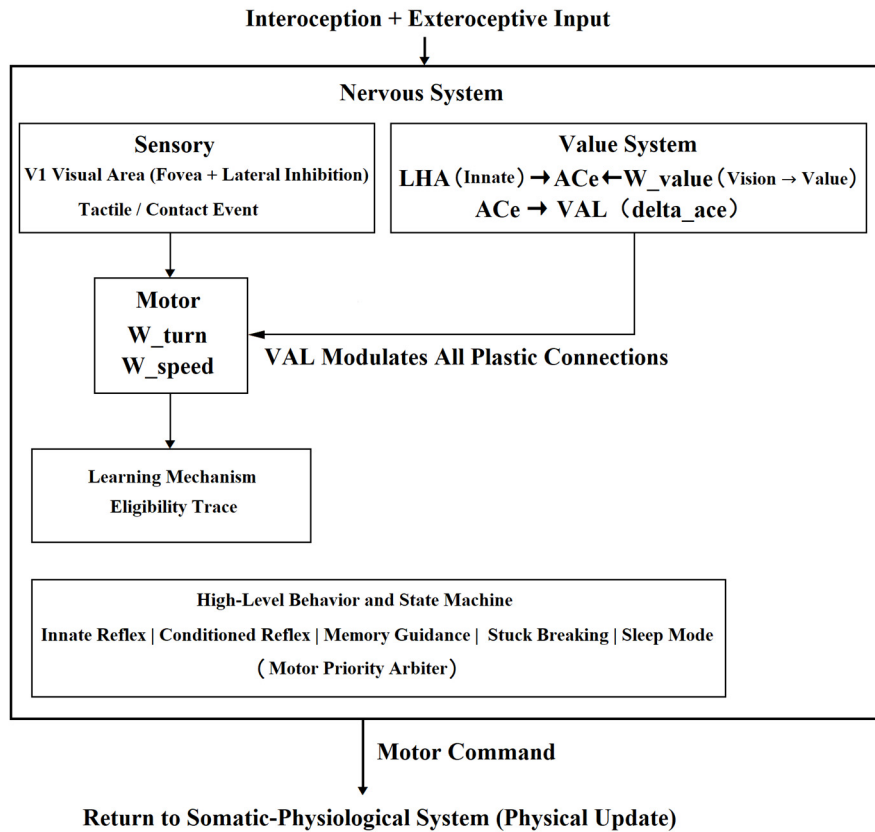 Interoception + Exteroceptive Input
Nervous System
Sensory
V1 Visual Area (Fovea + Lateral Inhibition)
Tactile / Contact Event
Value System
LHA (Innate) → ACe ← W_value (Vision → Value)
ACe → VAL (delta_ace)
Motor
W_turn
W_speed
VAL Modulates All Plastic Connections
Learning Mechanism
Eligibility Trace
High-Level Behavior and State Machine
Innate Reflex | Conditioned Reflex | Memory Guidance | Stuck Breaking | Sleep Mode
(Motor Priority Arbiter)
Motor Command
Return to Somatic-Physiological System (Physical Update)